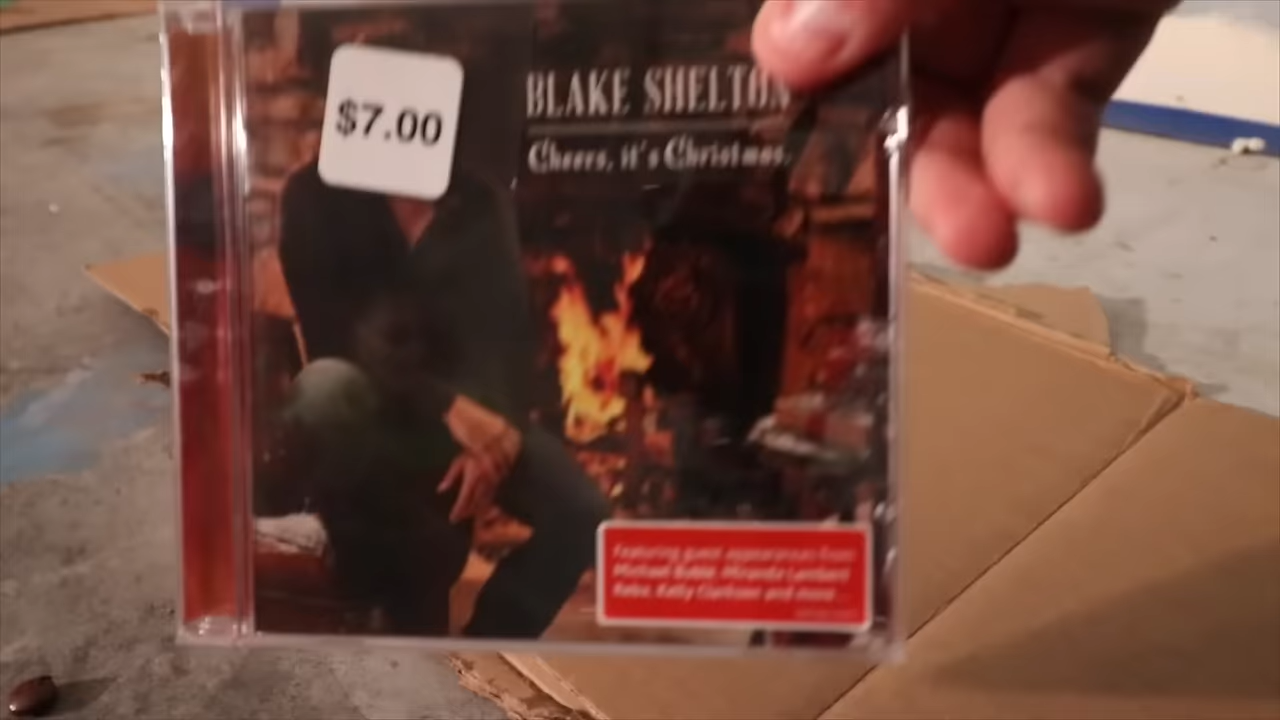 $7.00
BLAKE SHELTON
Cheers, it's Christmas.
Featuring guest appearances from
Michael Bublé, Miranda Lambert
Reba, Kelly Clarkson and more...